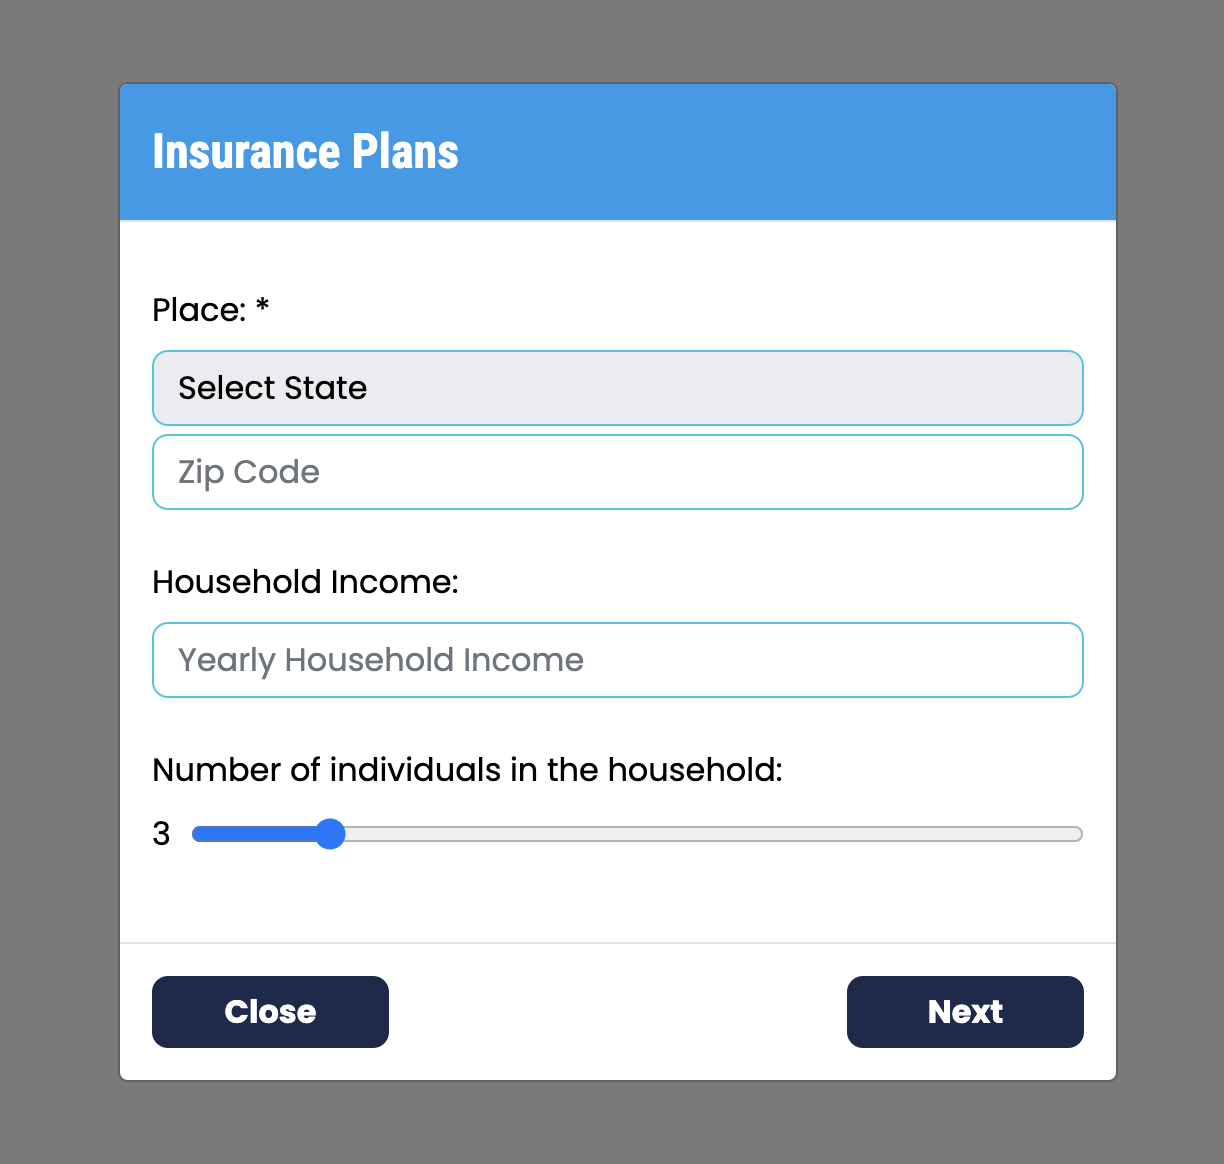 Insurance Plans
Place: *
Select State
Zip Code
Household Income:
Yearly Household Income
Number of individuals in the household:
3
Close
Next